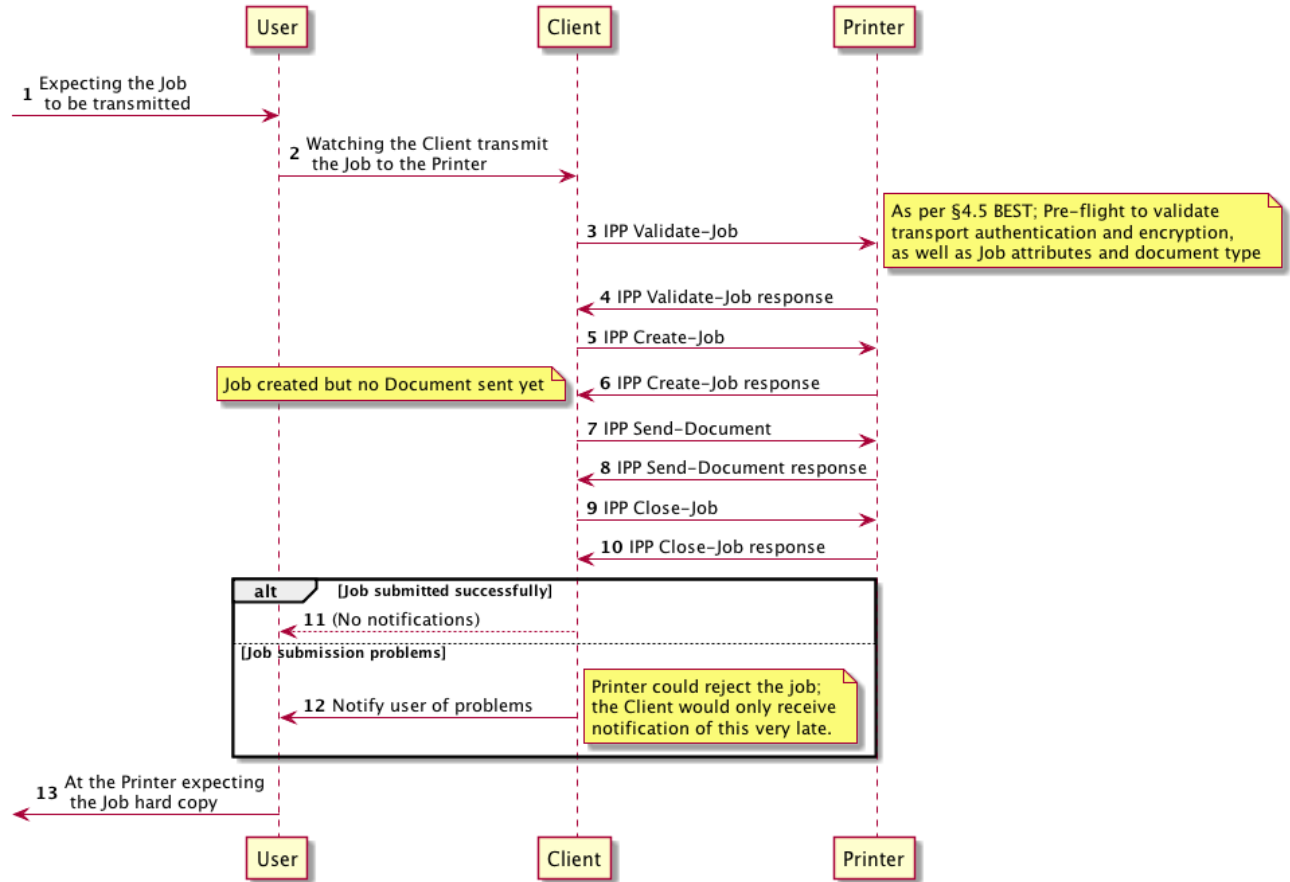 User
Client
Printer
1 Expecting the Job
to be transmitted
2 Watching the Client transmit
the Job to the Printer
3 IPP Validate-Job
As per §4.5 BEST; Pre-flight to validate
transport authentication and encryption,
as well as Job attributes and document type
4 IPP Validate-Job response
5 IPP Create-Job
Job created but no Document sent yet
6 IPP Create-Job response
7 IPP Send-Document
8 IPP Send-Document response
9 IPP Close-Job
10 IPP Close-Job response
alt [Job submitted successfully]
11 (No notifications)
[Job submission problems]
12 Notify user of problems
Printer could reject the job;
the Client would only receive
notification of this very late.
13 At the Printer expecting
the Job hard copy
User
Client
Printer